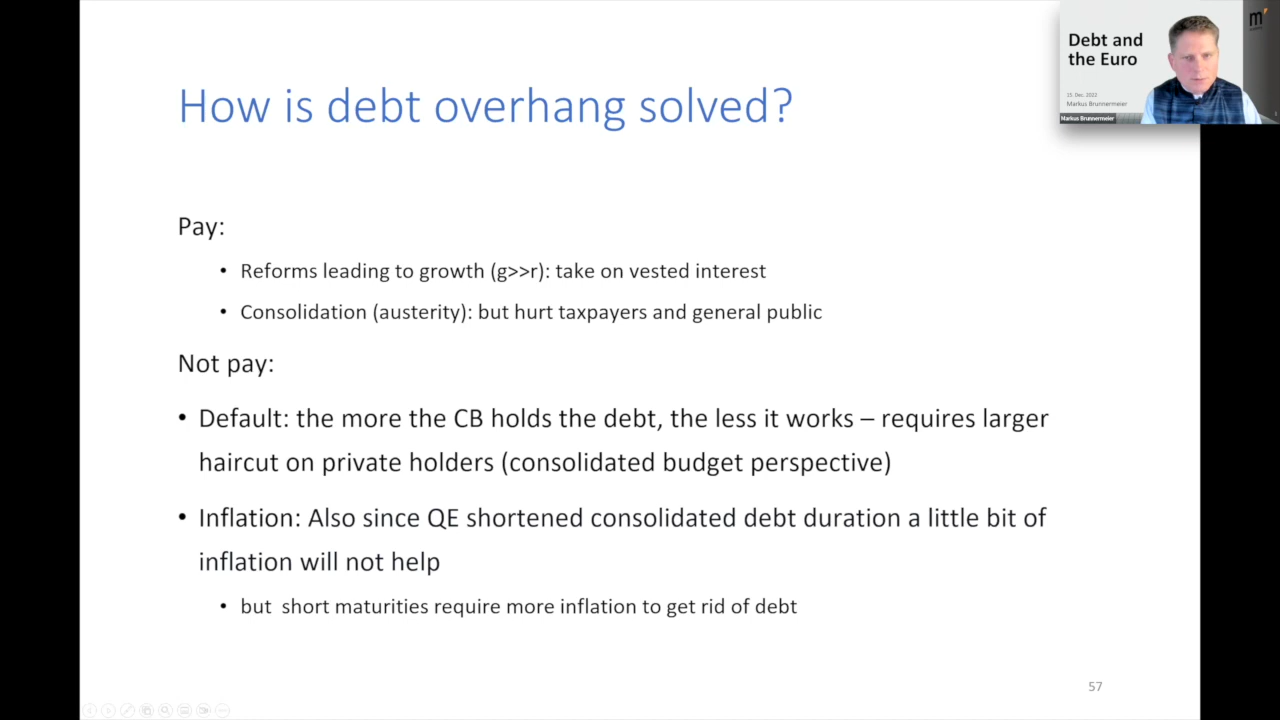 Debt and
the Euro
15. Dec. 2022
Markus Brunnermeier
Markus Brunnermeier
m
How is debt overhang solved?
Pay:
• Reforms leading to growth (g>>r): take on vested interest
• Consolidation (austerity): but hurt taxpayers and general public
Not pay:
• Default: the more the CB holds the debt, the less it works – requires larger
haircut on private holders (consolidated budget perspective)
• Inflation: Also since QE shortened consolidated debt duration a little bit of
inflation will not help
• but  short maturities require more inflation to get rid of debt
57